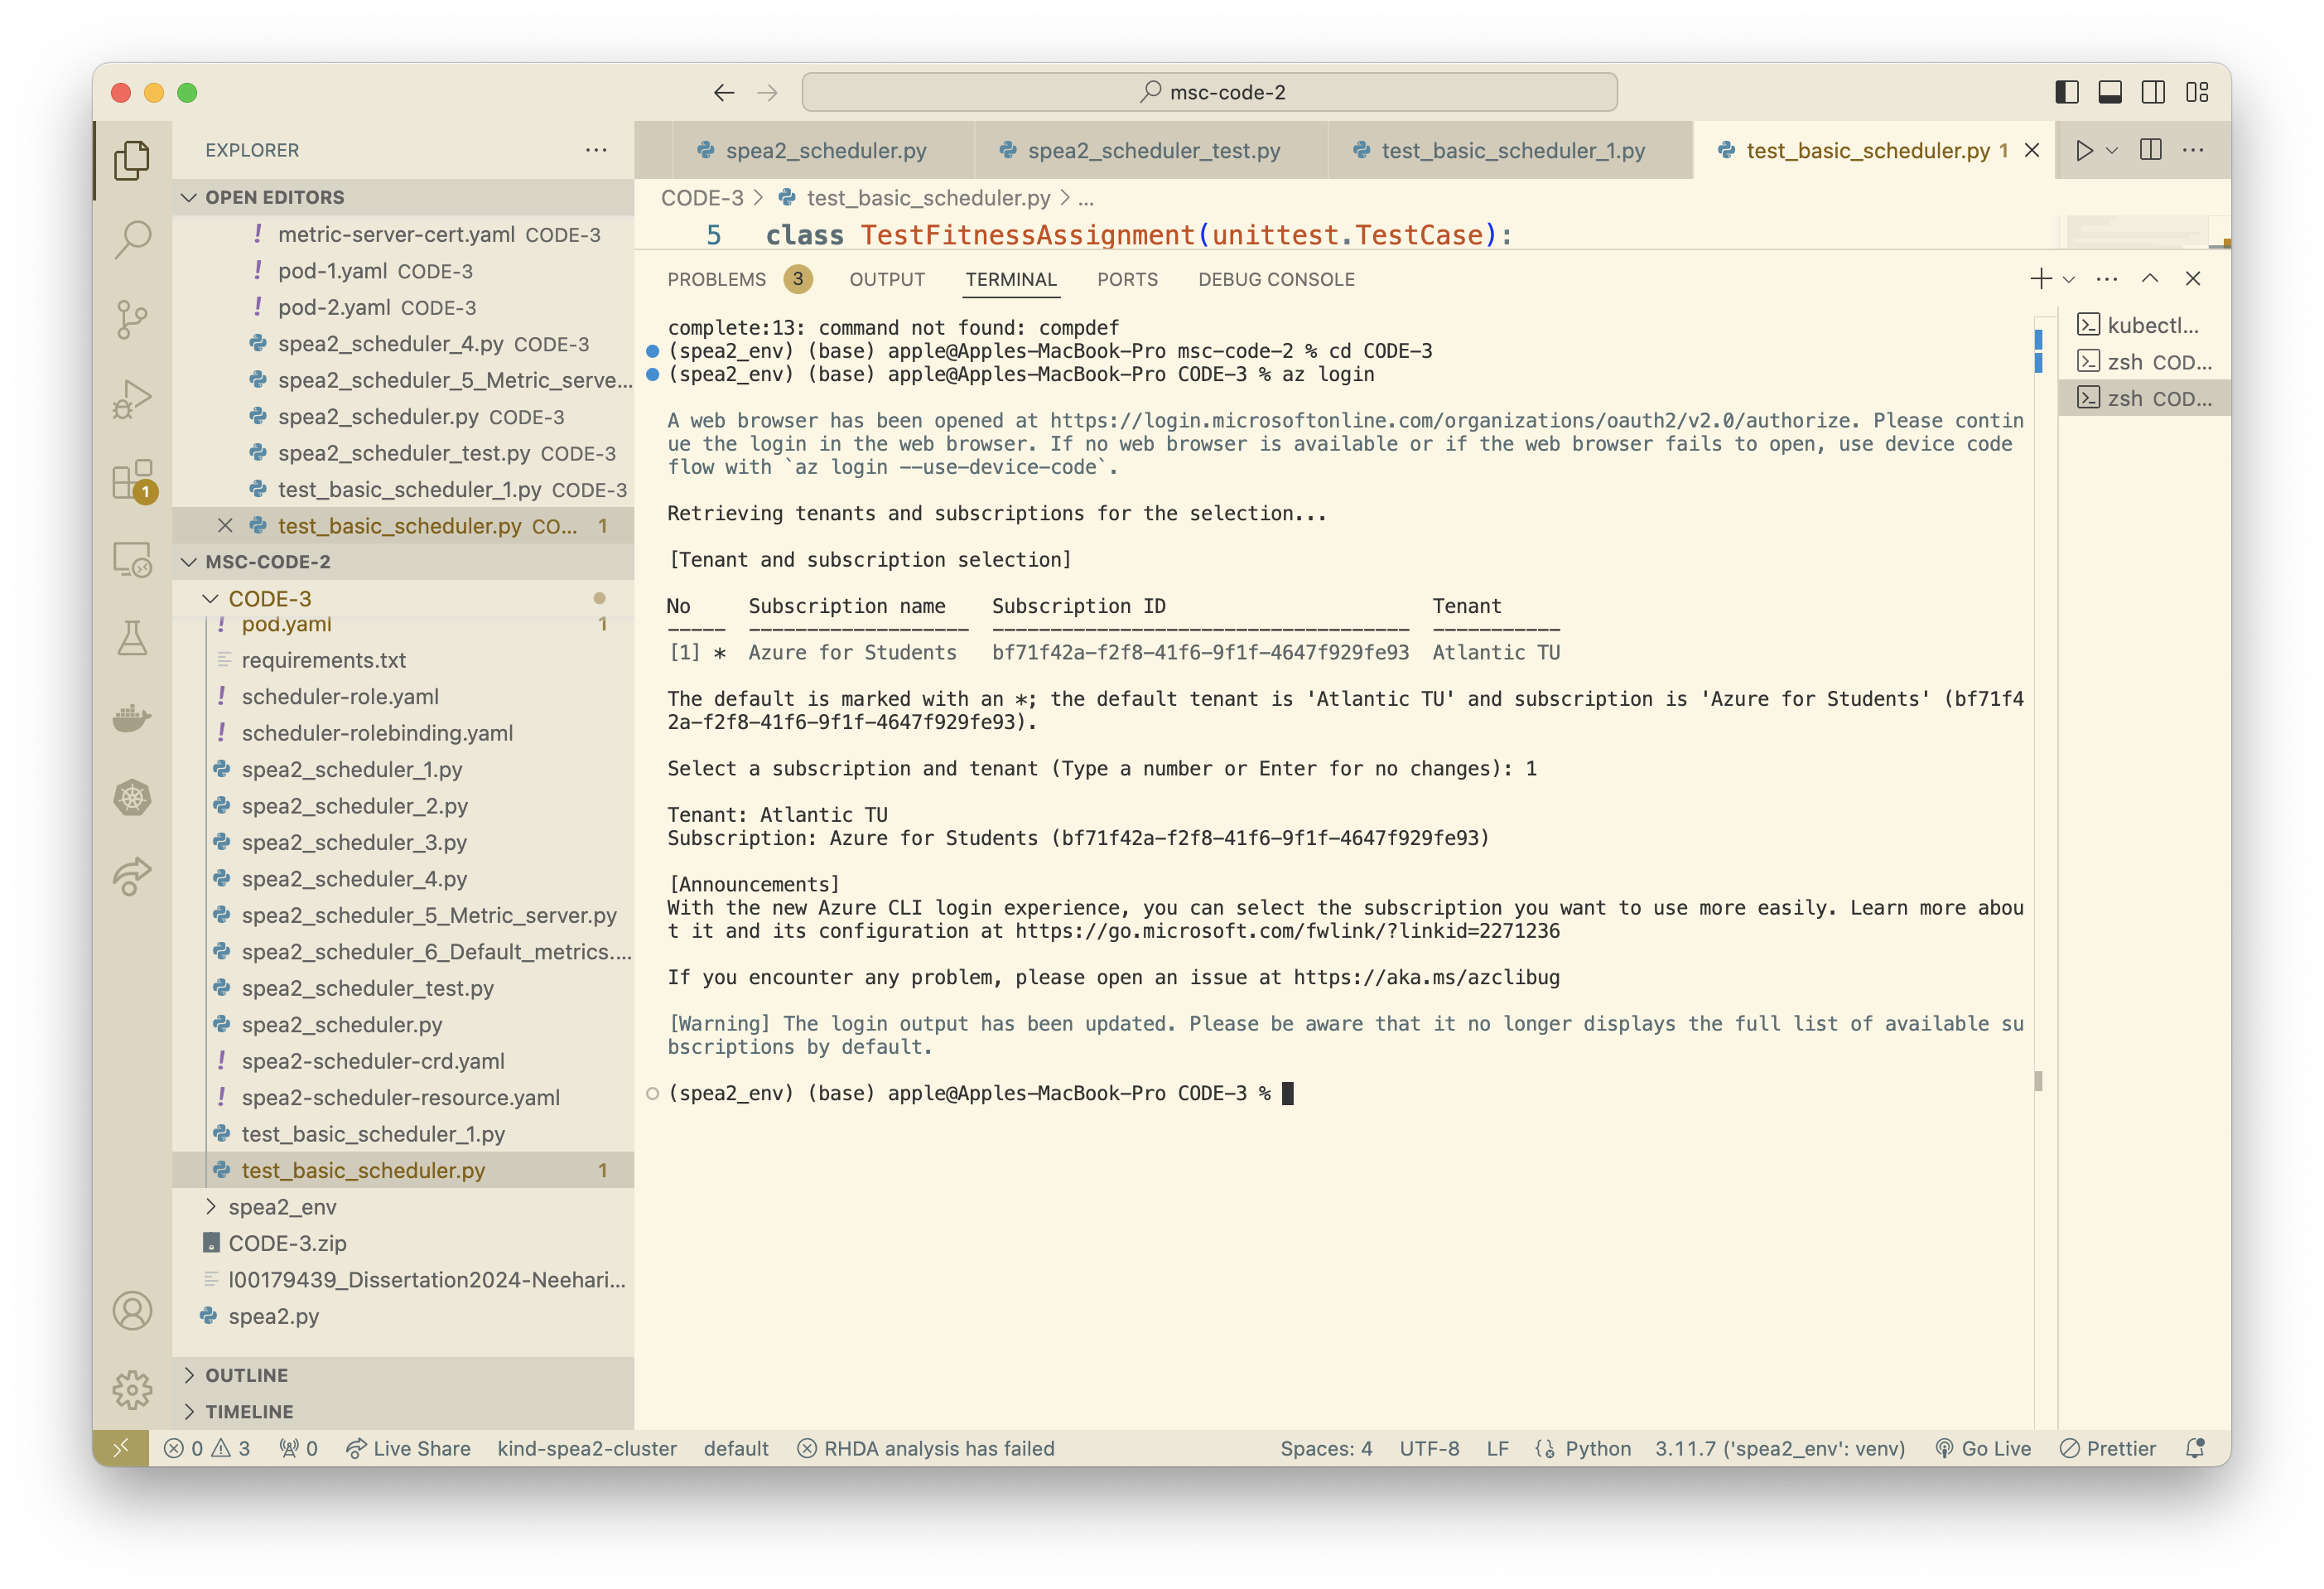 msc-code-2
EXPLORER
OPEN EDITORS
metric-server-cert.yaml CODE-3
pod-1.yaml CODE-3
pod-2.yaml CODE-3
spea2_scheduler_4.py CODE-3
spea2_scheduler_5_Metric_serve...
spea2_scheduler.py CODE-3
spea2_scheduler_test.py CODE-3
test_basic_scheduler_1.py CODE-3
test_basic_scheduler.py CO... 1
MSC-CODE-2
CODE-3
pod.yaml 1
requirements.txt
scheduler-role.yaml
scheduler-rolebinding.yaml
spea2_scheduler_1.py
spea2_scheduler_2.py
spea2_scheduler_3.py
spea2_scheduler_4.py
spea2_scheduler_5_Metric_server.py
spea2_scheduler_6_Default_metrics....
spea2_scheduler_test.py
spea2_scheduler.py
spea2-scheduler-crd.yaml
spea2-scheduler-resource.yaml
test_basic_scheduler_1.py
test_basic_scheduler.py 1
spea2_env
CODE-3.zip
l00179439_Dissertation2024-Neehari...
spea2.py
OUTLINE
TIMELINE
1
spea2_scheduler.py spea2_scheduler_test.py test_basic_scheduler_1.py test_basic_scheduler.py 1
CODE-3 > test_basic_scheduler.py > ...
5 class TestFitnessAssignment(unittest.TestCase):
PROBLEMS 3 OUTPUT TERMINAL PORTS DEBUG CONSOLE
complete:13: command not found: compdef
(spea2_env) (base) apple@Apples-MacBook-Pro msc-code-2 % cd CODE-3
(spea2_env) (base) apple@Apples-MacBook-Pro CODE-3 % az login
A web browser has been opened at https://login.microsoftonline.com/organizations/oauth2/v2.0/authorize. Please contin
ue the login in the web browser. If no web browser is available or if the web browser fails to open, use device code
flow with `az login --use-device-code`.
Retrieving tenants and subscriptions for the selection...
[Tenant and subscription selection]
No Subscription name Subscription ID Tenant
----- ------------------- ------------------------------------ -----------
[1] * Azure for Students bf71f42a-f2f8-41f6-9f1f-4647f929fe93 Atlantic TU
The default is marked with an *; the default tenant is 'Atlantic TU' and subscription is 'Azure for Students' (bf71f4
2a-f2f8-41f6-9f1f-4647f929fe93).
Select a subscription and tenant (Type a number or Enter for no changes): 1
Tenant: Atlantic TU
Subscription: Azure for Students (bf71f42a-f2f8-41f6-9f1f-4647f929fe93)
[Announcements]
With the new Azure CLI login experience, you can select the subscription you want to use more easily. Learn more abou
t it and its configuration at https://go.microsoft.com/fwlink/?linkid=2271236
If you encounter any problem, please open an issue at https://aka.ms/azclibug
[Warning] The login output has been updated. Please be aware that it no longer displays the full list of available su
bscriptions by default.
(spea2_env) (base) apple@Apples-MacBook-Pro CODE-3 %
kubectl...
zsh COD...
zsh COD...
0 3 0 Live Share kind-spea2-cluster default RHDA analysis has failed Spaces: 4 UTF-8 LF Python 3.11.7 ('spea2_env': venv) Go Live Prettier